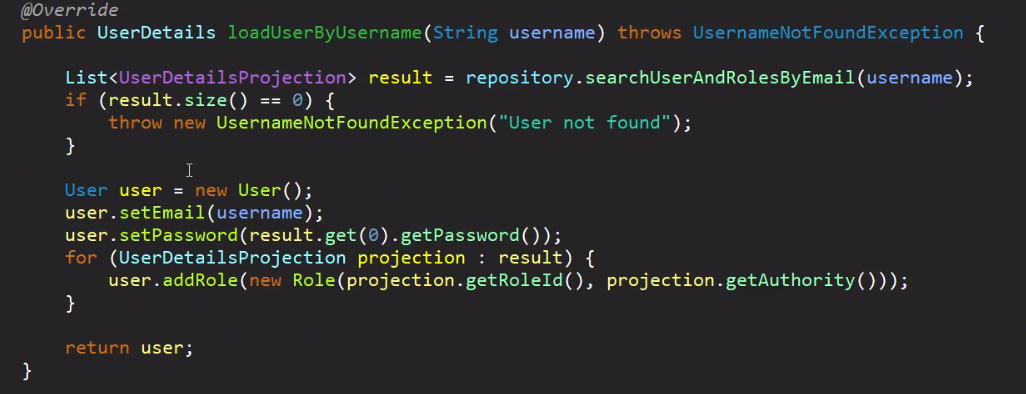 @Override
public UserDetails loadUserByUsername(String username) throws UsernameNotFoundException {
List<UserDetailsProjection> result = repository.searchUserAndRolesByEmail(username);
if (result.size() == 0) {
throw new UsernameNotFoundException("User not found");
}
User user = new User();
user.setEmail(username);
user.setPassword(result.get(0).getPassword());
for (UserDetailsProjection projection : result) {
user.addRole(new Role(projection.getRoleId(), projection.getAuthority()));
}
return user;
}